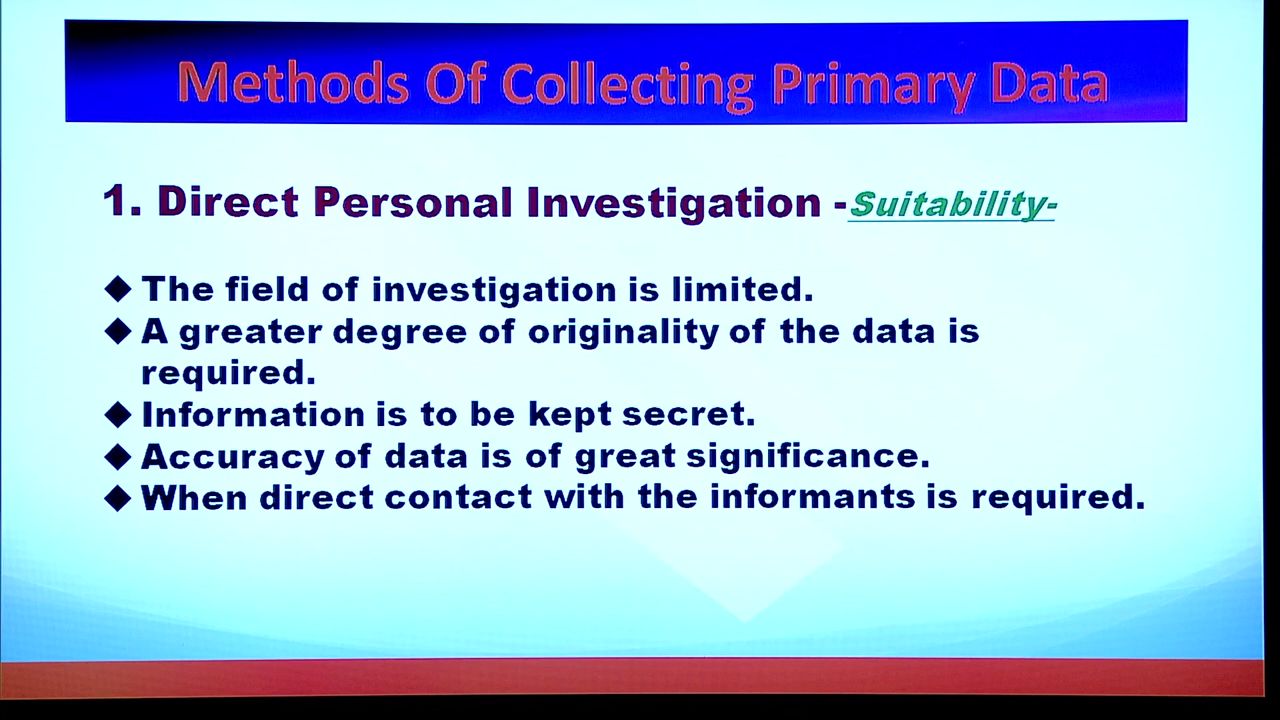 Methods Of Collecting Primary Data
1. Direct Personal Investigation -Suitability-
◆ The field of investigation is limited.
◆ A greater degree of originality of the data is
required.
◆ Information is to be kept secret.
◆ Accuracy of data is of great significance.
◆ When direct contact with the informants is required.